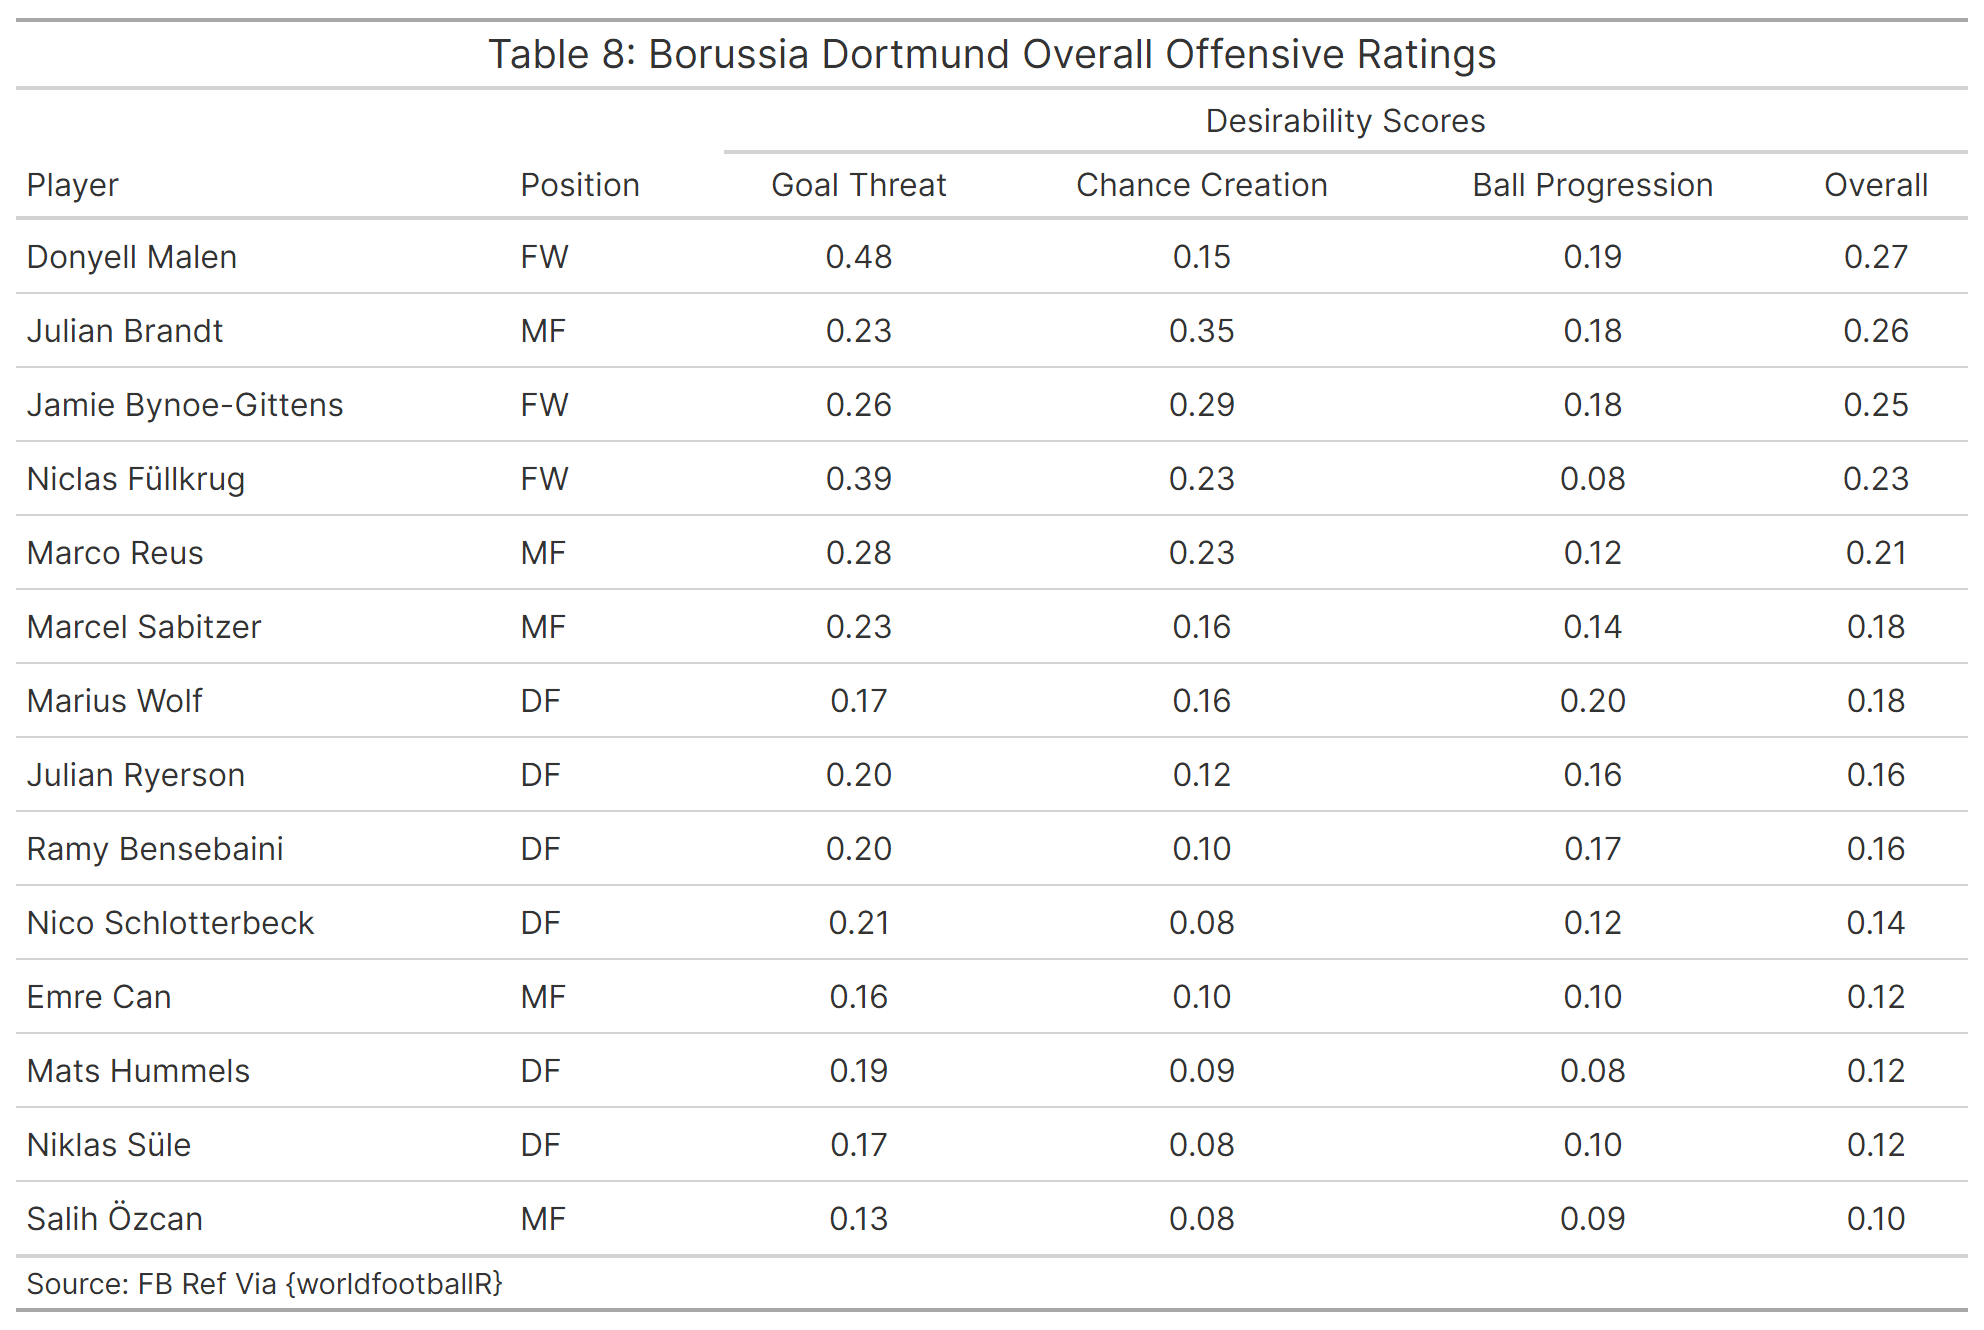 Table 8: Borussia Dortmund Overall Offensive Ratings
Desirability Scores
Player Position Goal Threat Chance Creation Ball Progression Overall
Donyell Malen FW 0.48 0.15 0.19 0.27
Julian Brandt MF 0.23 0.35 0.18 0.26
Jamie Bynoe-Gittens FW 0.26 0.29 0.18 0.25
Niclas Füllkrug FW 0.39 0.23 0.08 0.23
Marco Reus MF 0.28 0.23 0.12 0.21
Marcel Sabitzer MF 0.23 0.16 0.14 0.18
Marius Wolf DF 0.17 0.16 0.20 0.18
Julian Ryerson DF 0.20 0.12 0.16 0.16
Ramy Bensebaini DF 0.20 0.10 0.17 0.16
Nico Schlotterbeck DF 0.21 0.08 0.12 0.14
Emre Can MF 0.16 0.10 0.10 0.12
Mats Hummels DF 0.19 0.09 0.08 0.12
Niklas Süle DF 0.17 0.08 0.10 0.12
Salih Özcan MF 0.13 0.08 0.09 0.10
Source: FB Ref Via {worldfootballR}